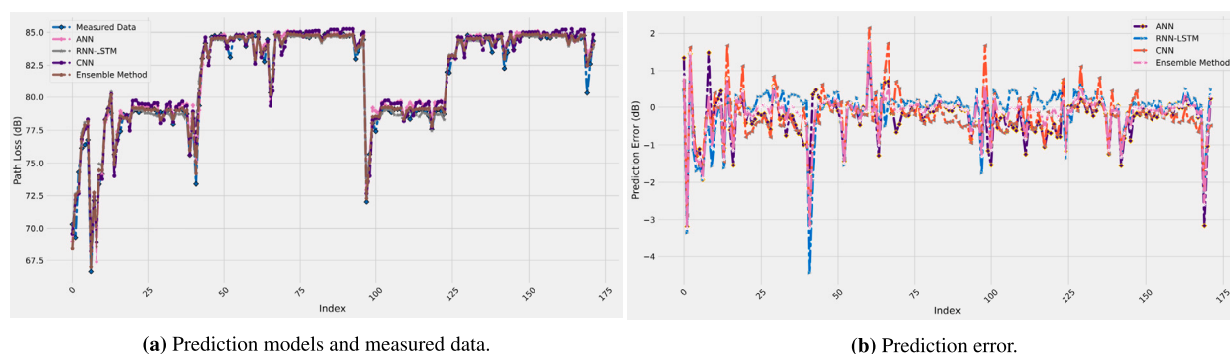 Measured Data
ANN
RNN-LSTM
CNN
Ensemble Method
85.0
82.5
80.0
77.5
75.0
72.5
70.0
67.5
Path Loss (dB)
0
25
50
75
100
125
150
175
Index
(a) Prediction models and measured data.
ANN
RNN-LSTM
CNN
Ensemble Method
2
1
0
−1
−2
−3
−4
Prediction Error (dB)
0
25
50
75
100
125
150
175
Index
(b) Prediction error.